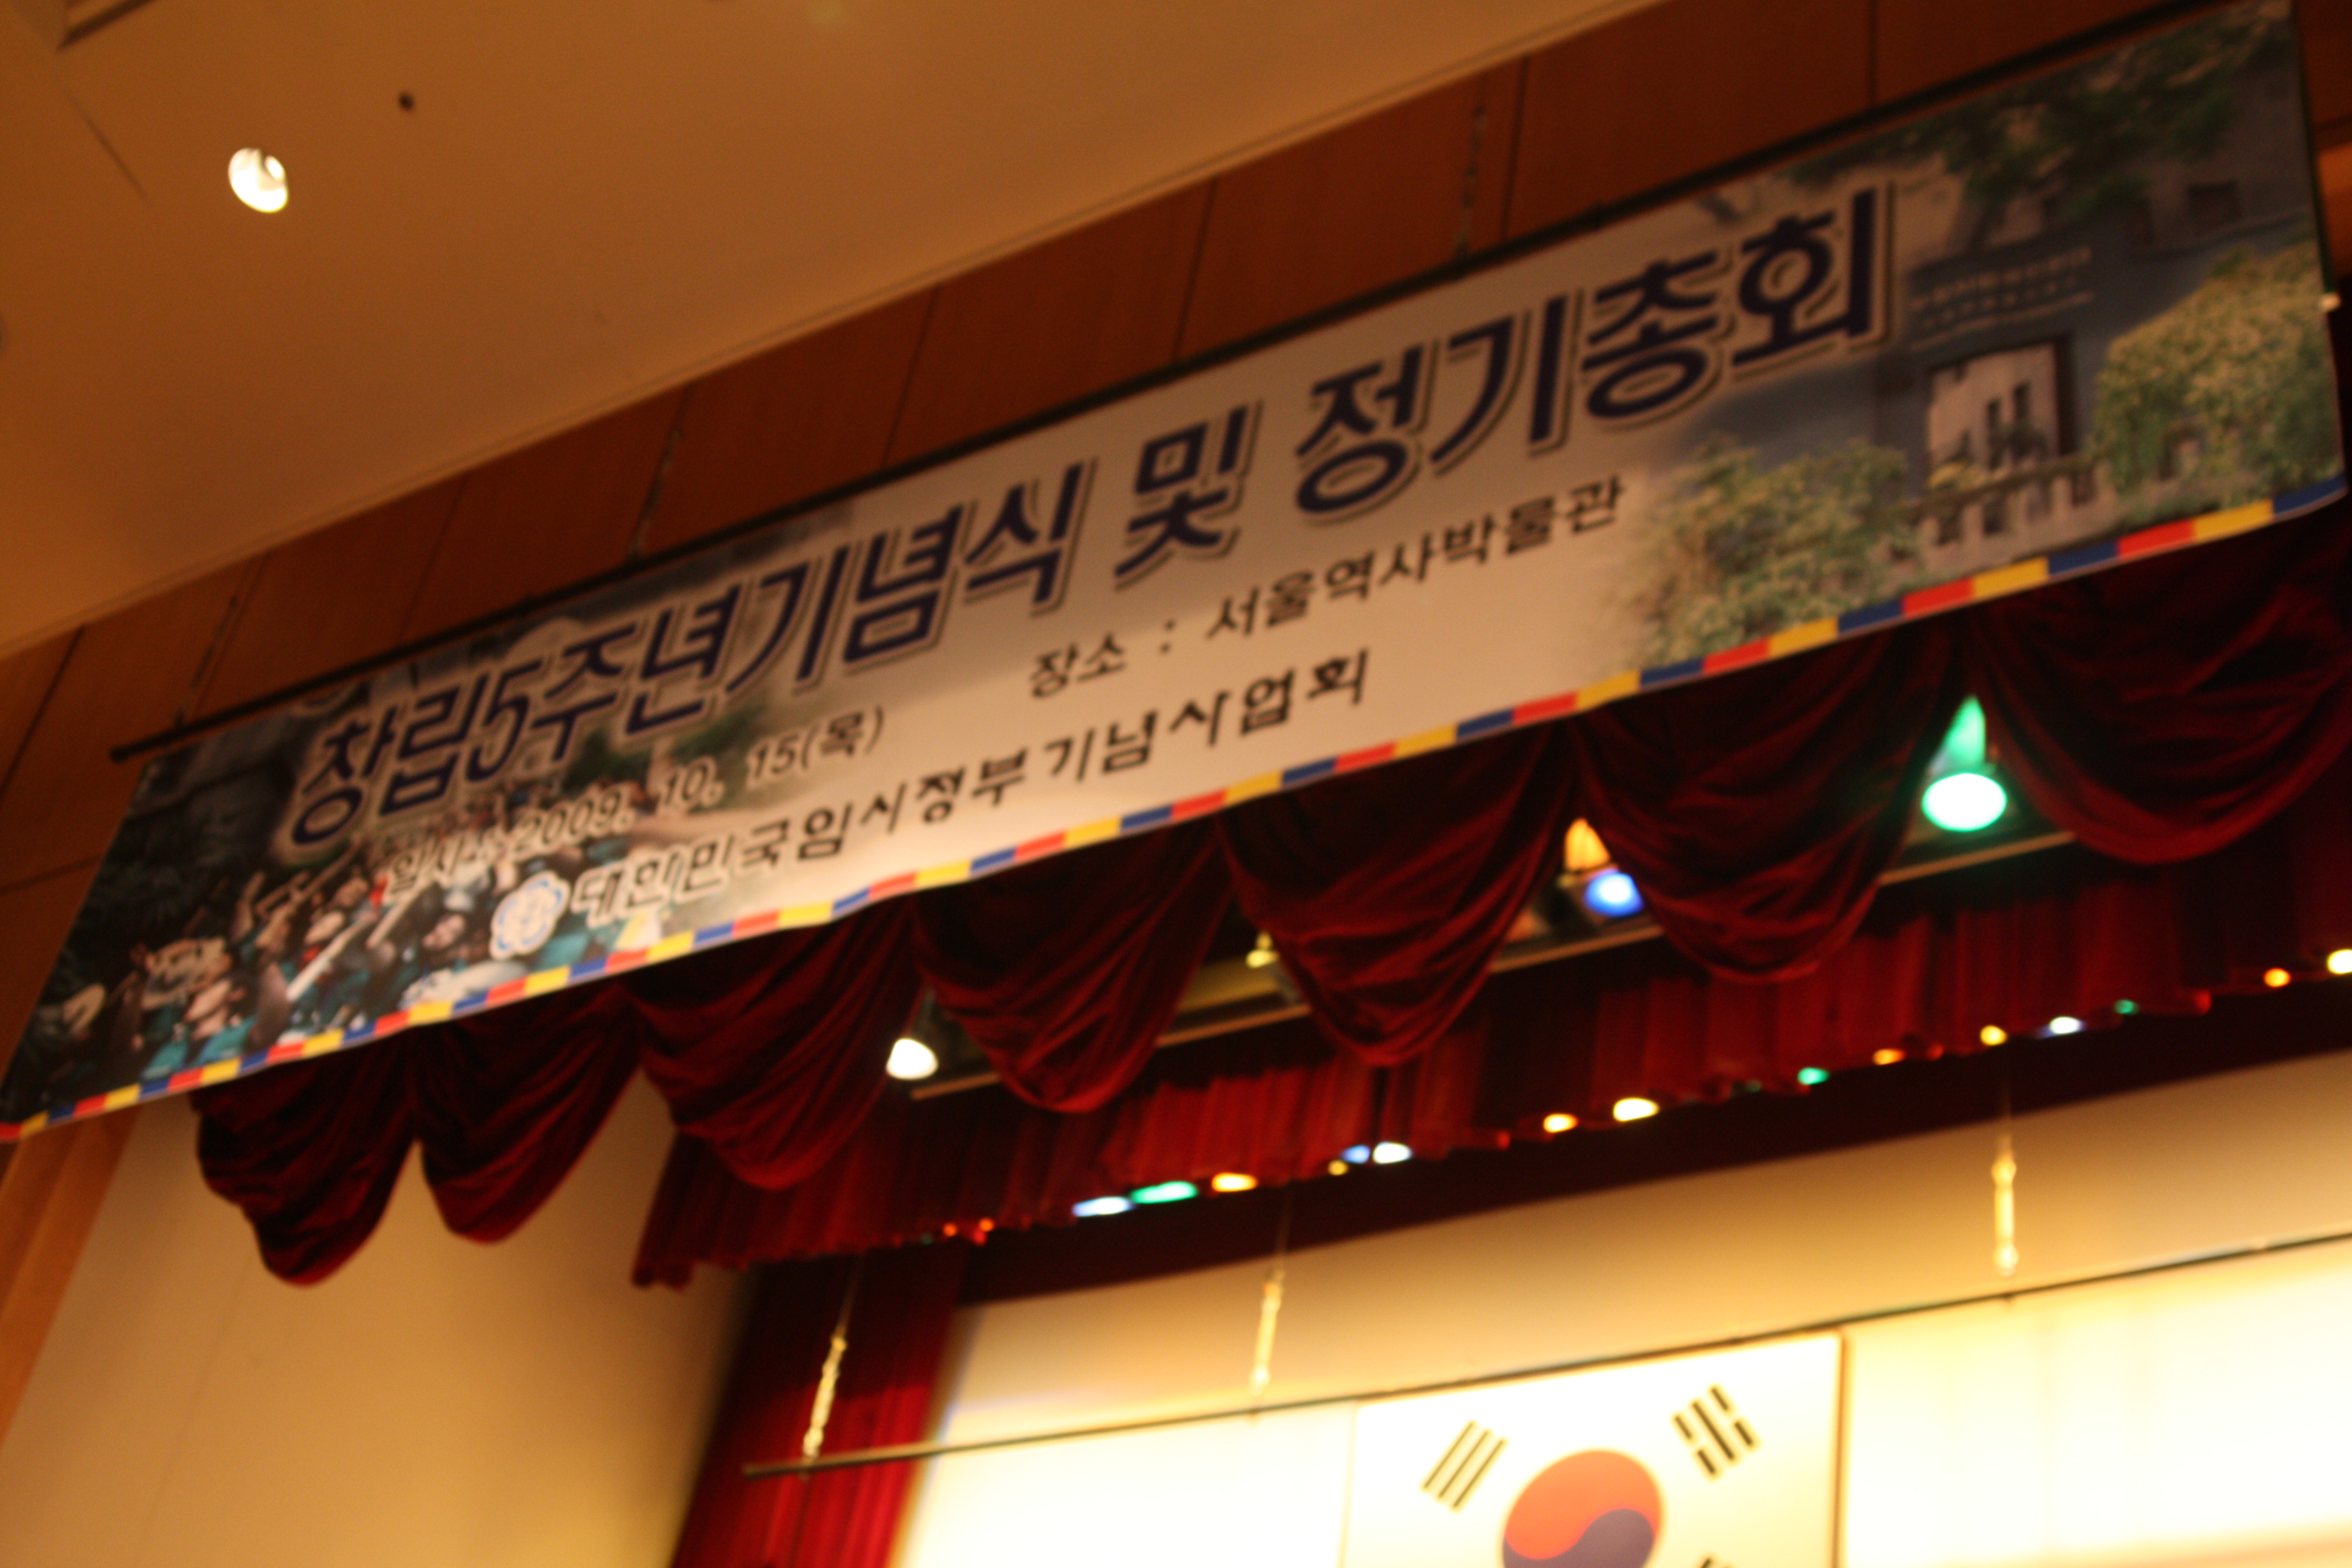 창립5주년기념식 및 정기총회
일시 : 2009. 10. 15(목) 장소 : 서울역사박물관
대한민국임시정부기념사업회